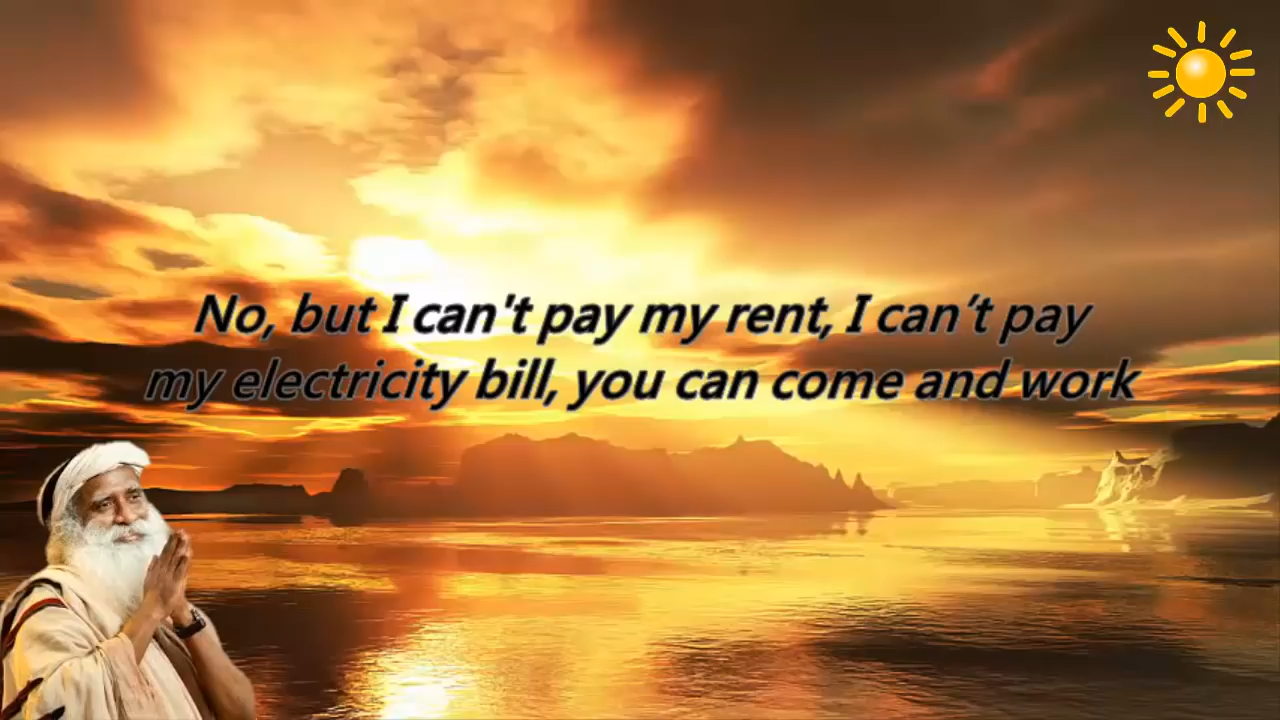 No, but I can't pay my rent, I can’t pay
my electricity bill, you can come and work